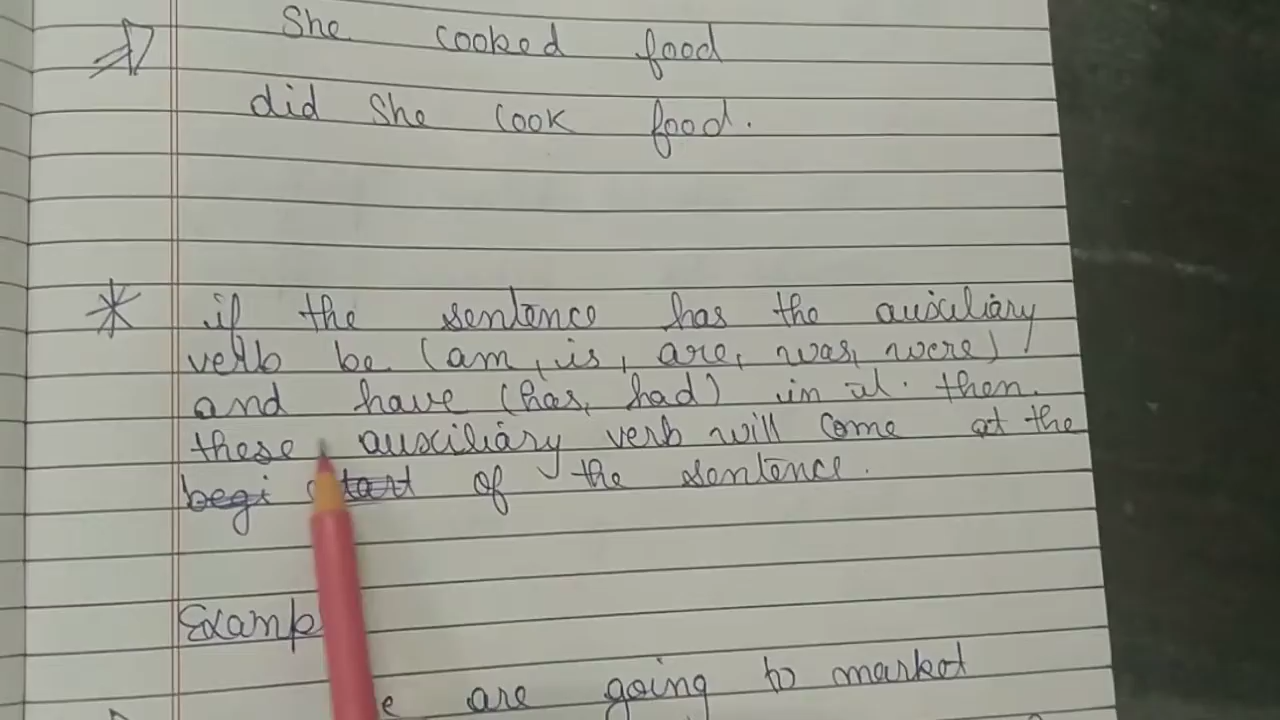 She cooked food
did she cook food.
* if the sentence has the auxiliary
verb be (am, is, are, was, were)
and have (has, had) in it. then.
these auxiliary verb will come at the
begi start of the sentence.
Examp
e are going to market